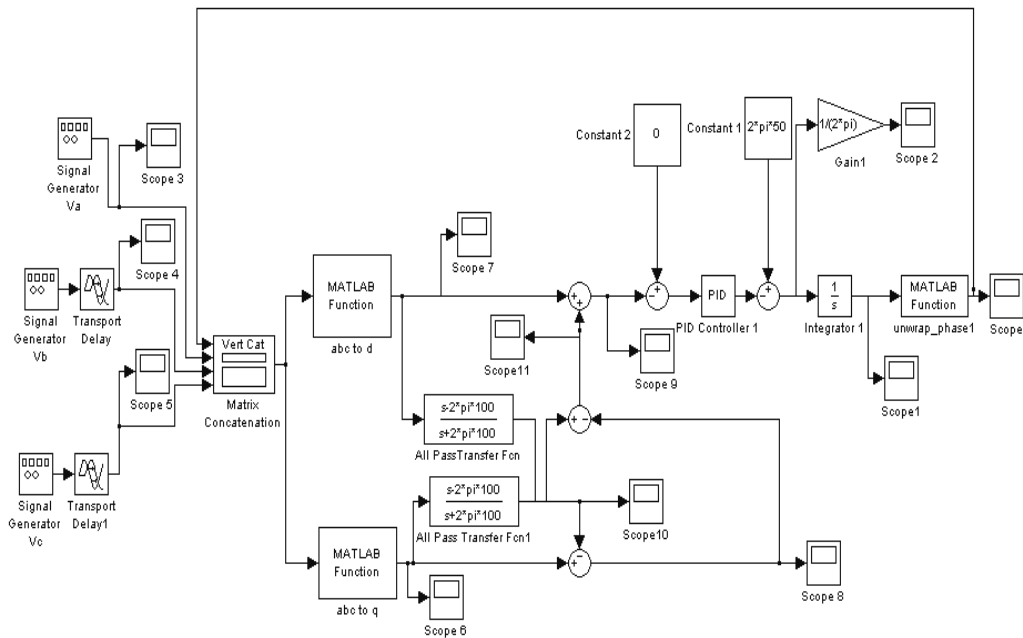 Signal
Generator
Va
Scope 3
Scope 4
Signal
Generator
Vb
Transport
Delay
Scope 5
Signal
Generator
Vc
Transport
Delay1
Vert Cat
Matrix
Concatenation
MATLAB
Function
abc to d
Scope 7
Constant 2
0
Constant 1
2*pi*50
1/(2*pi)
Gain1
Scope 2
+
+
Scope11
Scope 9
-
+
PID
PID Controller 1
-
+
1
s
Integrator 1
MATLAB
Function
unwrap_phase1
Scope
Scope1
s-2*pi*100
s+2*pi*100
All PassTransfer Fcn
+
-
s-2*pi*100
s+2*pi*100
All Pass Transfer Fcn1
Scope10
MATLAB
Function
abc to q
Scope 6
+
-
Scope 8